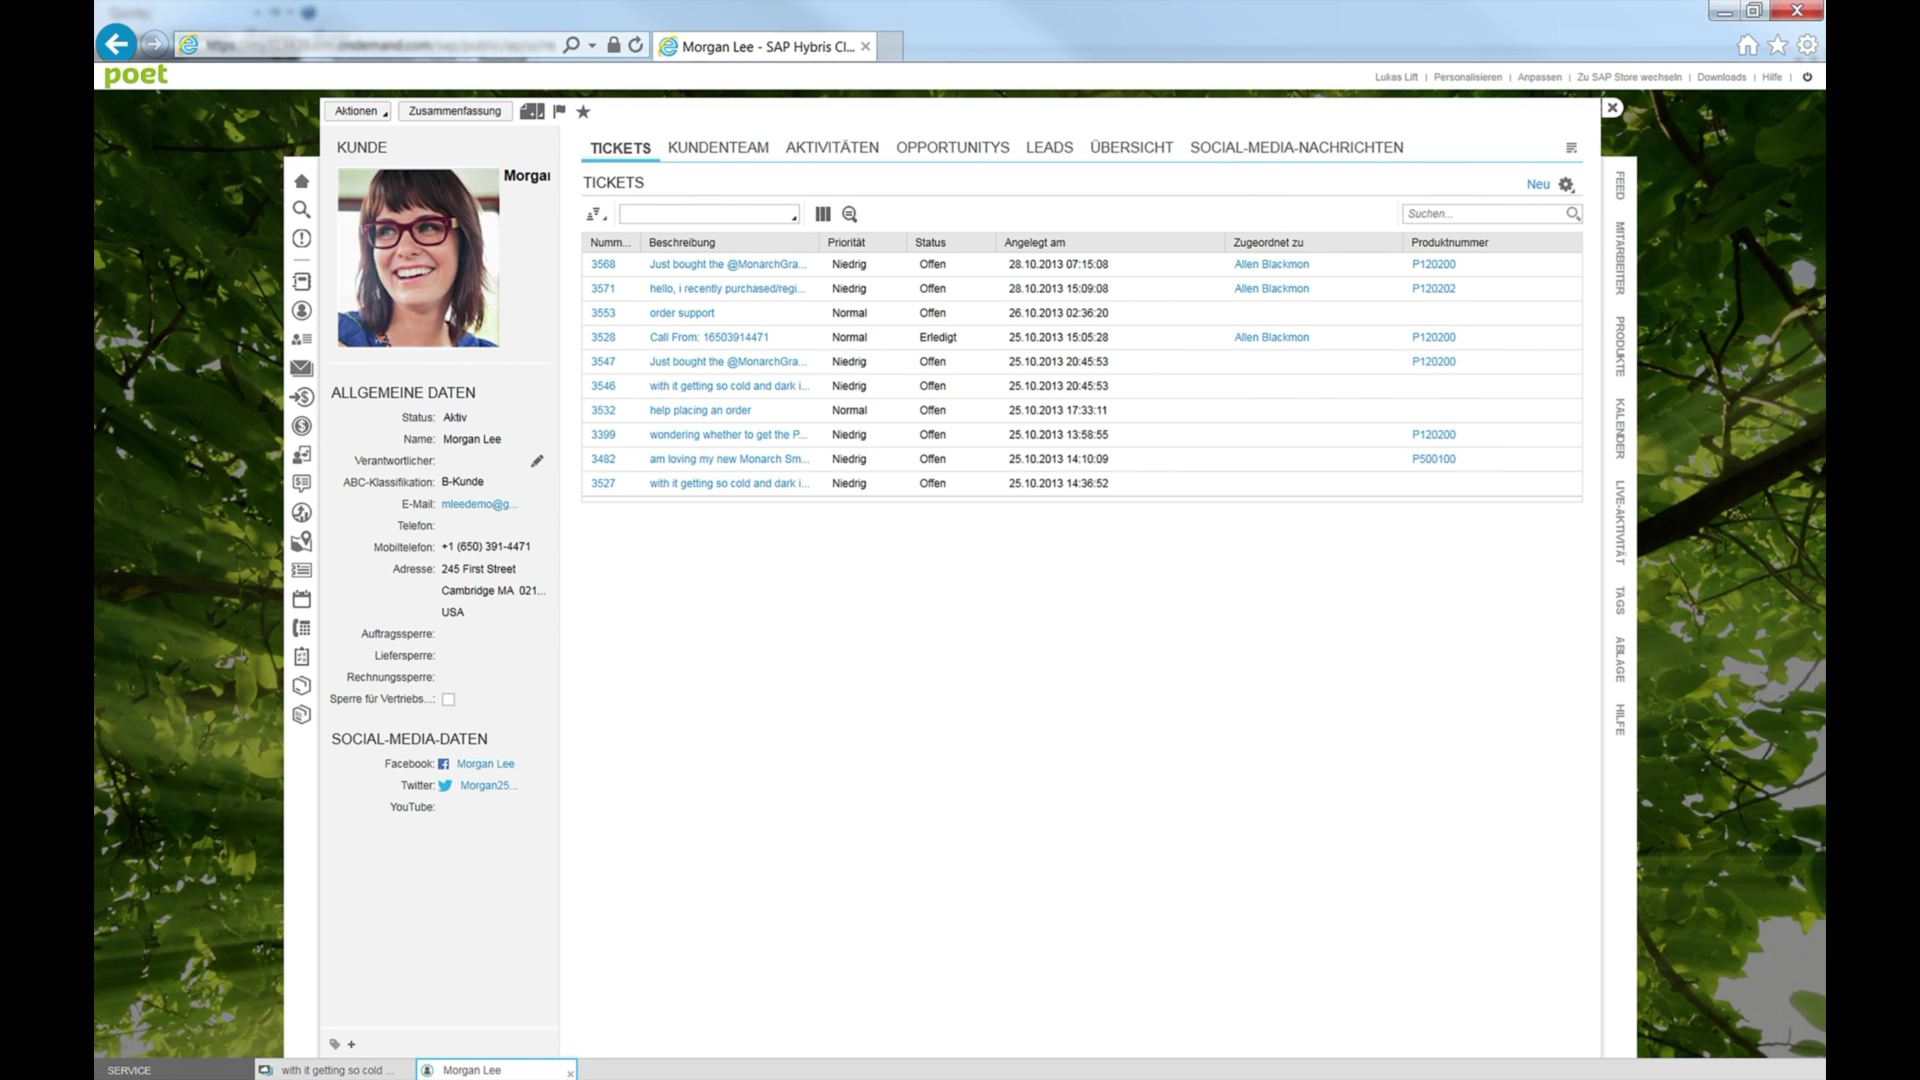 Morgan Lee - SAP Hybris Cl...
poet
Lukas Lift | Personalisieren | Anpassen | Zu SAP Store wechseln | Downloads | Hilfe |
Aktionen
Zusammenfassung
KUNDE
Morgan
ALLGEMEINE DATEN
Status: Aktiv
Name: Morgan Lee
Verantwortlicher:
ABC-Klassifikation: B-Kunde
E-Mail: mleedemo@g...
Telefon:
Mobiltelefon: +1 (650) 391-4471
Adresse: 245 First Street
Cambridge MA 021...
USA
Auftragssperre:
Liefersperre:
Rechnungssperre:
Sperre für Vertriebs...:
SOCIAL-MEDIA-DATEN
Facebook: Morgan Lee
Twitter: Morgan25...
YouTube:
TICKETS KUNDENTEAM AKTIVITÄTEN OPPORTUNITYS LEADS ÜBERSICHT SOCIAL-MEDIA-NACHRICHTEN
TICKETS
Neu
Suchen...
Numm... Beschreibung Priorität Status Angelegt am Zugeordnet zu Produktnummer
3568 Just bought the @MonarchGra... Niedrig Offen 28.10.2013 07:15:08 Allen Blackmon P120200
3571 hello, i recently purchased/regi... Niedrig Offen 28.10.2013 15:09:08 Allen Blackmon P120202
3553 order support Normal Offen 26.10.2013 02:36:20
3528 Call From: 16503914471 Normal Erledigt 25.10.2013 15:05:28 Allen Blackmon P120200
3547 Just bought the @MonarchGra... Niedrig Offen 25.10.2013 20:45:53 P120200
3546 with it getting so cold and dark i... Niedrig Offen 25.10.2013 20:45:53
3532 help placing an order Normal Offen 25.10.2013 17:33:11
3399 wondering whether to get the P... Niedrig Offen 25.10.2013 13:58:55 P120200
3482 am loving my new Monarch Sm... Niedrig Offen 25.10.2013 14:10:09 P500100
3527 with it getting so cold and dark i... Niedrig Offen 25.10.2013 14:36:52
FEED
MITARBEITER
PRODUKTE
KALENDER
LIVE-AKTIVITÄT
TAGS
ABLAGE
HILFE
SERVICE
with it getting so cold ...
Morgan Lee